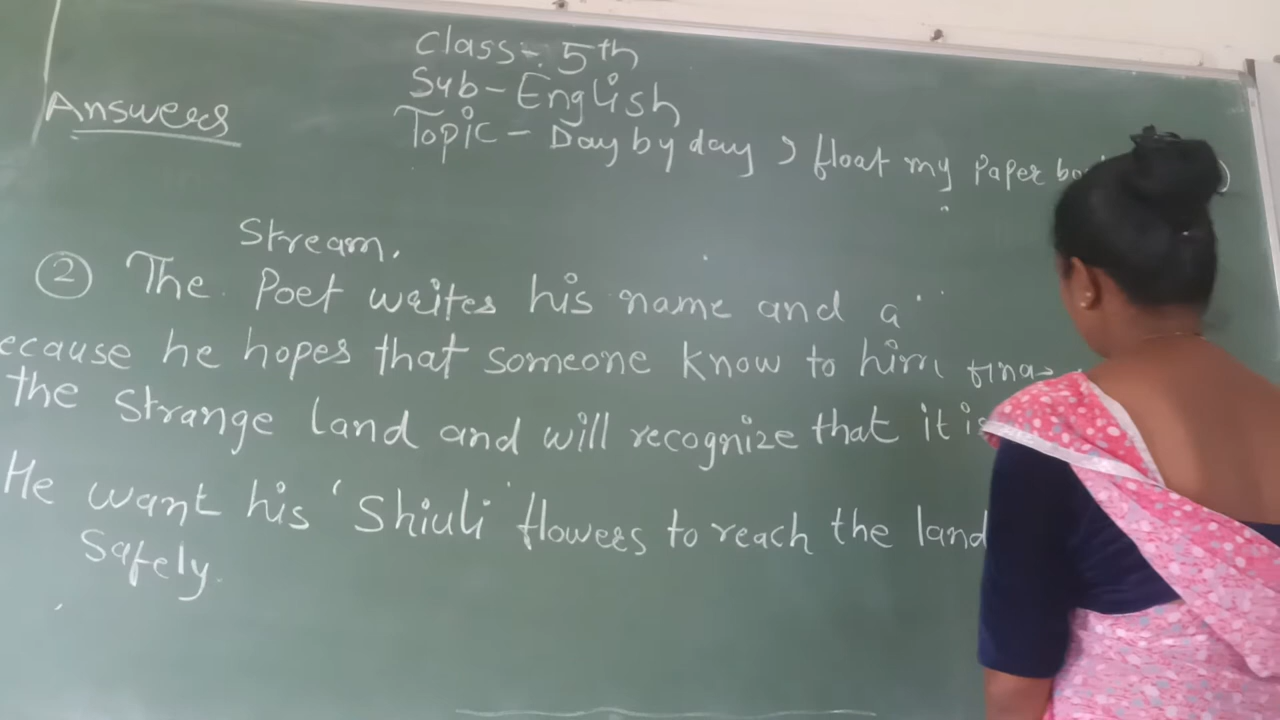 Class-. 5th
Sub-English
Answers
Topic - Day by day I float my Paper
Stream.
② The Poet writes his name and a
ecause he hopes that someone know to him
the strange land and will recognize that it is
He want his 'Shiuli' flowers to reach the land
Safely.